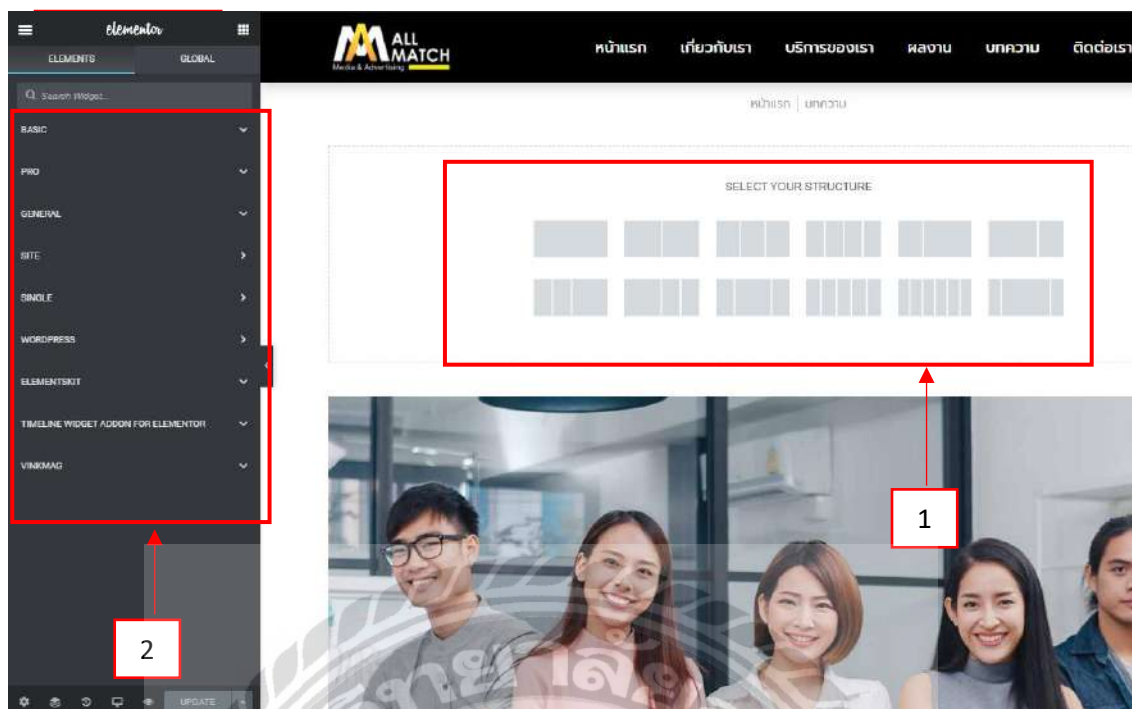 elementor
ELEMENTS GLOBAL
Search Widget...
BASIC
PRO
GENERAL
SITE
SINGLE
WORDPRESS
ELEMENTSKIT
TIMELINE WIDGET ADDON FOR ELEMENTOR
VINKMAG
2
UPDATE
ALL
MATCH
Media & Advertising
หน้าแรก เกี่ยวกับเรา บริการของเรา ผลงาน บทความ ติดต่อเรา
หน้าแรก | บทความ
SELECT YOUR STRUCTURE
1